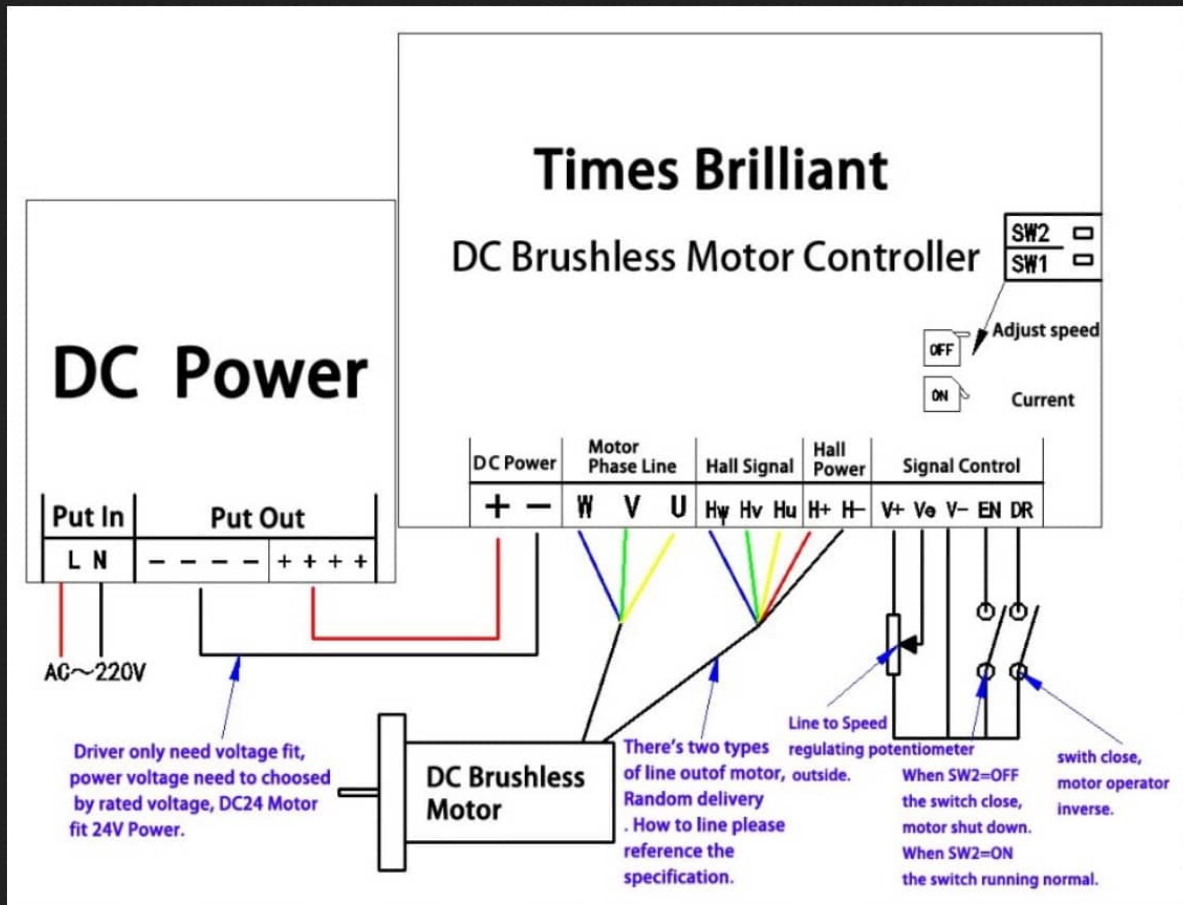 Times Brilliant
DC Brushless Motor Controller
SW2
SW1
Adjust speed
OFF
ON
Current
DC Power
Put In
Put Out
L N
- - - - + + + +
AC~220V
DC Power
Motor
Phase Line
Hall Signal
Hall
Power
Signal Control
+ -
W V U
Hw Hv Hu
H+ H-
V+ Ve V- EN DR
Driver only need voltage fit,
power voltage need to choosed
by rated voltage, DC24 Motor
fit 24V Power.
DC Brushless
Motor
There's two types
of line outof motor,
Random delivery
. How to line please
reference the
specification.
Line to Speed
regulating potentiometer
outside.
When SW2=OFF
the switch close,
motor shut down.
When SW2=ON
the switch running normal.
swith close,
motor operator
inverse.